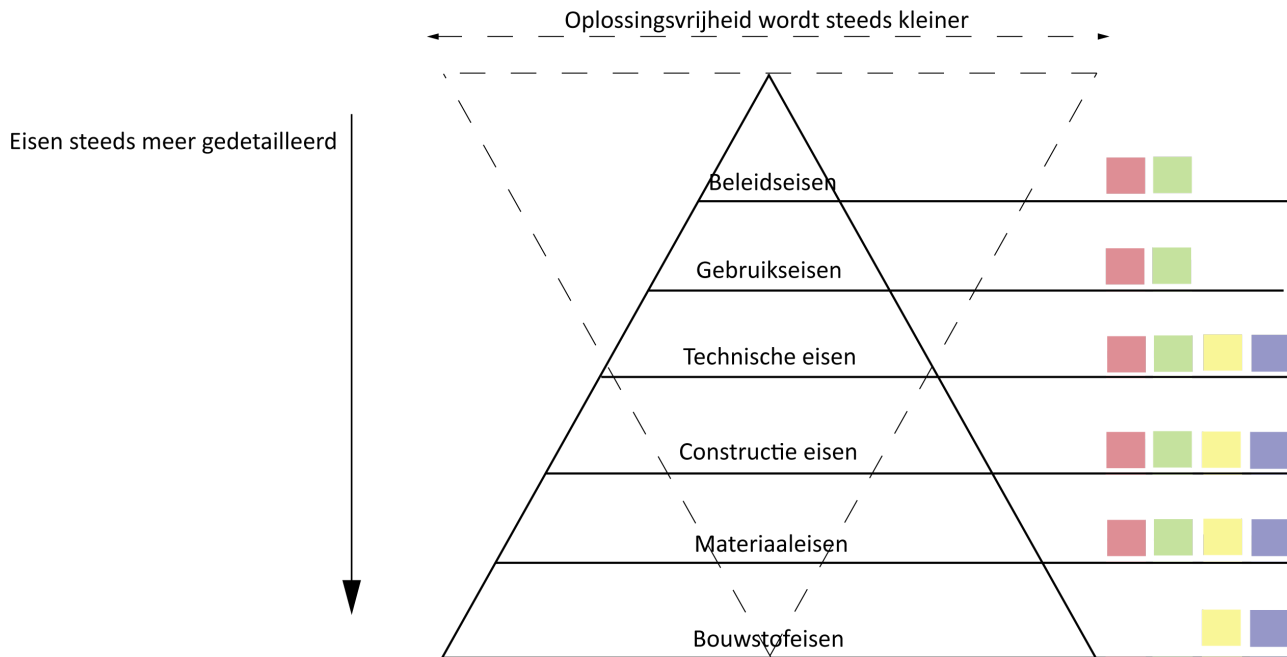 Oplossingsvrijheid wordt steeds kleiner
Eisen steeds meer gedetailleerd
Beleidseisen
Gebruikseisen
Technische eisen
Constructie eisen
Materiaaleisen
Bouwstofeisen